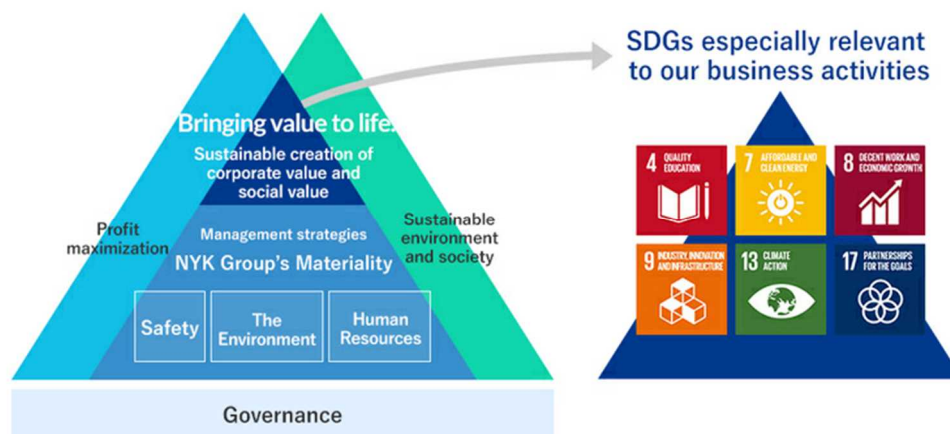 Bringing value to life.
Sustainable creation of
corporate value and
social value
Profit
maximization
Sustainable
environment
and society
Management strategies
NYK Group's Materiality
Safety
The
Environment
Human
Resources
Governance
SDGs especially relevant
to our business activities
4 QUALITY
EDUCATION
7 AFFORDABLE AND
CLEAN ENERGY
8 DECENT WORK AND
ECONOMIC GROWTH
9 INDUSTRY, INNOVATION
AND INFRASTRUCTURE
13 CLIMATE
ACTION
17 PARTNERSHIPS
FOR THE GOALS